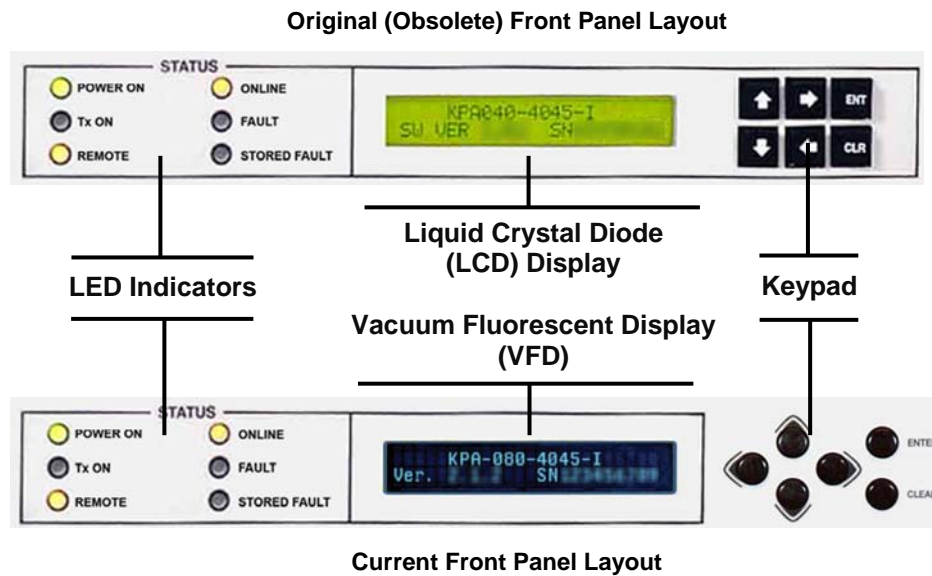 Original (Obsolete) Front Panel Layout
STATUS
POWER ON
ONLINE
Tx ON
FAULT
REMOTE
STORED FAULT
KPA040-4045-I
SW VER SN
ENT
CLR
Liquid Crystal Diode
(LCD) Display
LED Indicators
Keypad
Vacuum Fluorescent Display
(VFD)
STATUS
POWER ON
ONLINE
Tx ON
FAULT
REMOTE
STORED FAULT
KPA-080-4045-I
Ver. SN
ENTE
CLEA
Current Front Panel Layout